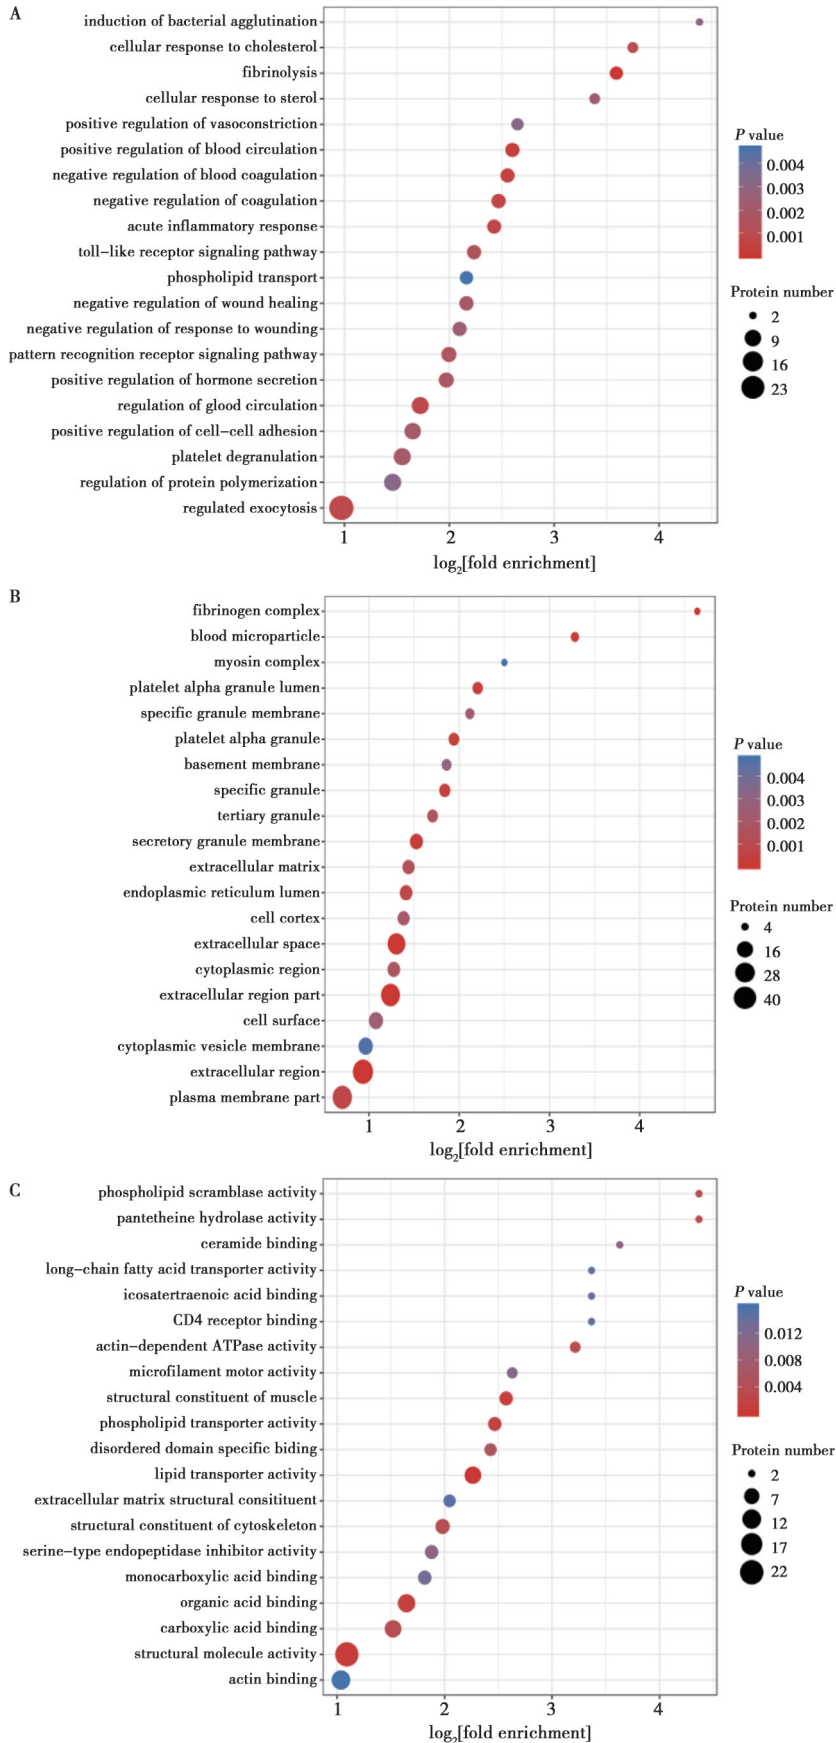 A
induction of bacterial agglutination
cellular response to cholesterol
fibrinolysis
cellular response to sterol
positive regulation of vasoconstriction
positive regulation of blood circulation
negative regulation of blood coagulation
negative regulation of coagulation
acute inflammatory response
toll-like receptor signaling pathway
phospholipid transport
negative regulation of wound healing
negative regulation of response to wounding
pattern recognition receptor signaling pathway
positive regulation of hormone secretion
regulation of glood circulation
positive regulation of cell-cell adhesion
platelet degranulation
regulation of protein polymerization
regulated exocytosis
1 2 3 4
log2[fold enrichment]
P value
0.004
0.003
0.002
0.001
Protein number
2
9
16
23
B
fibrinogen complex
blood microparticle
myosin complex
platelet alpha granule lumen
specific granule membrane
platelet alpha granule
basement membrane
specific granule
tertiary granule
secretory granule membrane
extracellular matrix
endoplasmic reticulum lumen
cell cortex
extracellular space
cytoplasmic region
extracellular region part
cell surface
cytoplasmic vesicle membrane
extracellular region
plasma membrane part
1 2 3 4
log2[fold enrichment]
P value
0.004
0.003
0.002
0.001
Protein number
4
16
28
40
C
phospholipid scramblase activity
pantetheine hydrolase activity
ceramide binding
long-chain fatty acid transporter activity
icosatertraenoic acid binding
CD4 receptor binding
actin-dependent ATPase activity
microfilament motor activity
structural constituent of muscle
phospholipid transporter activity
disordered domain specific biding
lipid transporter activity
extracellular matrix structural consitituent
structural constituent of cytoskeleton
serine-type endopeptidase inhibitor activity
monocarboxylic acid binding
organic acid binding
carboxylic acid binding
structural molecule activity
actin binding
1 2 3 4
log2[fold enrichment]
P value
0.012
0.008
0.004
Protein number
2
7
12
17
22